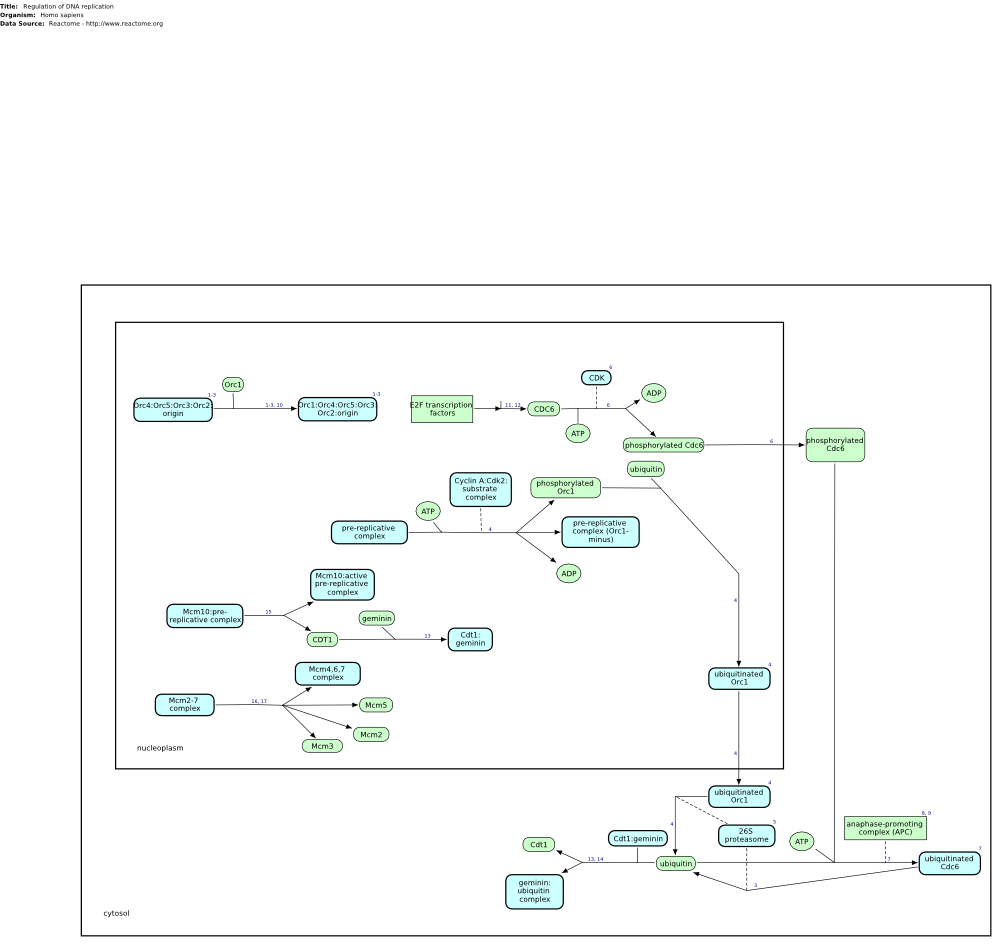 Title: Regulation of DNA replication
Organism: Homo sapiens
Data Source: Reactome - http://www.reactome.org
6
CDK
Orc1
ADP
1-3
1-3
Orc4:Orc5:Orc3:Orc2:
origin
1-3, 10
Orc1:Orc4:Orc5:Orc3:
Orc2:origin
E2F transcription
factors
11, 12
CDC6
6
ATP
phosphorylated Cdc6
6
phosphorylated
Cdc6
ubiquitin
Cyclin A:Cdk2:
substrate
complex
phosphorylated
Orc1
ATP
pre-replicative
complex
4
pre-replicative
complex (Orc1-
minus)
ADP
Mcm10:active
pre-replicative
complex
4
Mcm10:pre-
replicative complex
15
geminin
CDT1
13
Cdt1:
geminin
Mcm4,6,7
complex
4
ubiquitinated
Orc1
Mcm2-7
complex
16, 17
Mcm5
Mcm2
Mcm3
nucleoplasm
4
4
ubiquitinated
Orc1
8, 9
anaphase-promoting
complex (APC)
4
5
26S
proteasome
Cdt1:geminin
ATP
Cdt1
13, 14
ubiquitin
7
7
ubiquitinated
Cdc6
3
geminin:
ubiquitin
complex
cytosol